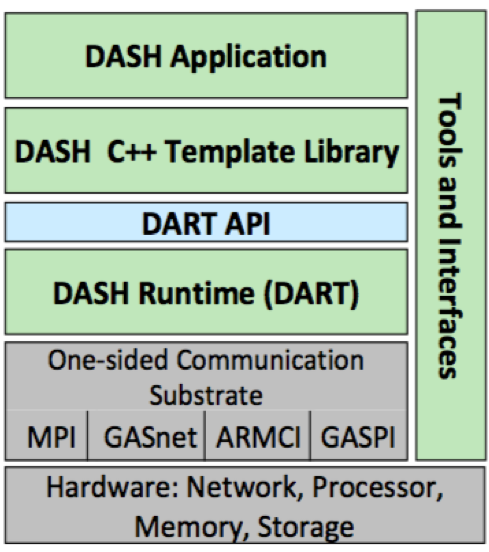 DASH Application
DASH C++ Template Library
DART API
DASH Runtime (DART)
One-sided Communication
Substrate
MPI GASnet ARMCI GASPI
Hardware: Network, Processor,
Memory, Storage
Tools and Interfaces